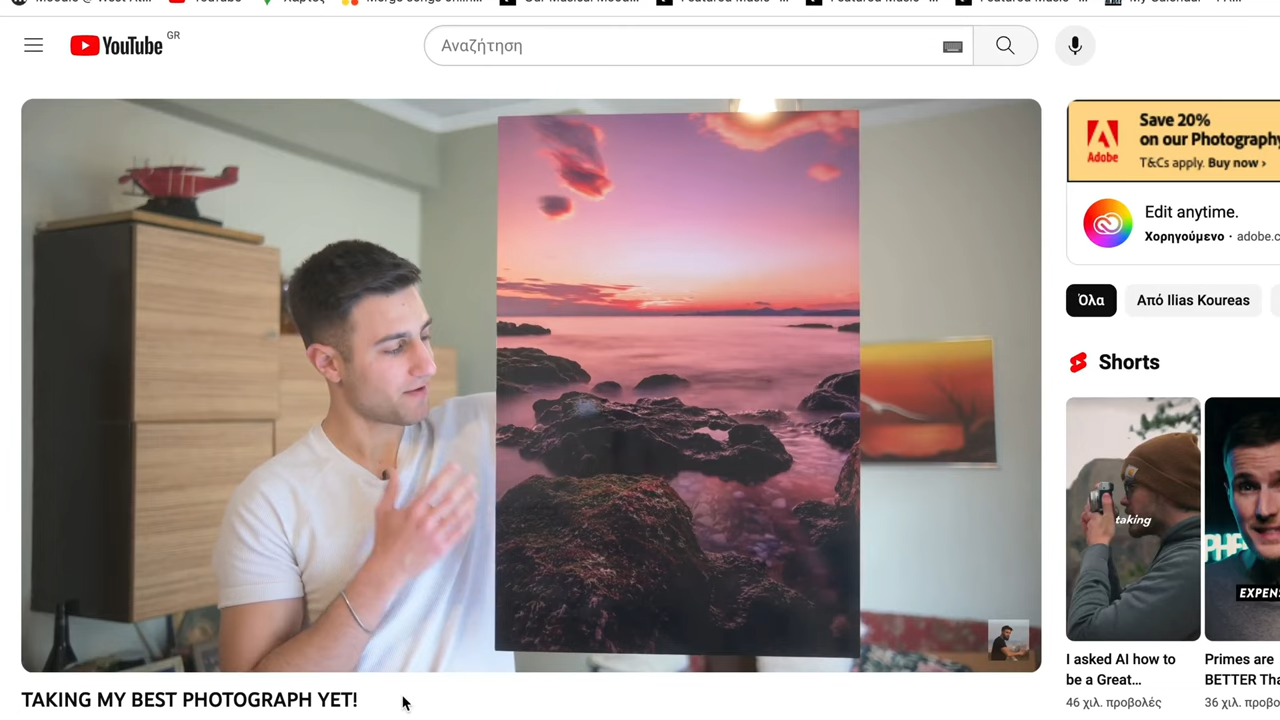 YouTube GR
Αναζήτηση
Save 20%
on our Photography
T&Cs apply. Buy now ›
Adobe
Edit anytime.
Χορηγούμενο · adobe.c
Όλα
Από Ilias Koureas
Shorts
taking
EXPENS
I asked AI how to
be a Great...
46 χιλ. προβολές
Primes are
BETTER Tha
36 χιλ. προβο
TAKING MY BEST PHOTOGRAPH YET!